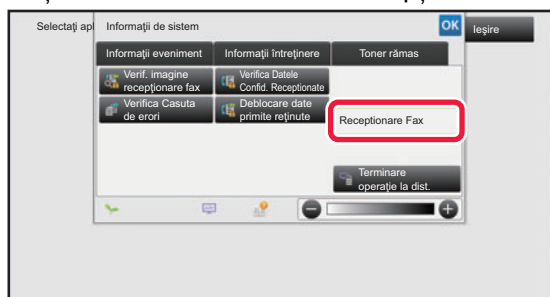 Selectaţi apl
Informaţii de sistem
OK
Ieşire
Informaţii eveniment
Informaţii întreţinere
Toner rămas
Verif. imagine
recepţionare fax
Verifica Datele
Confid. Receptionate
Verifica Casuta
de erori
Deblocare date
primite reţinute
Receptionare Fax
Terminare
operaţie la dist.